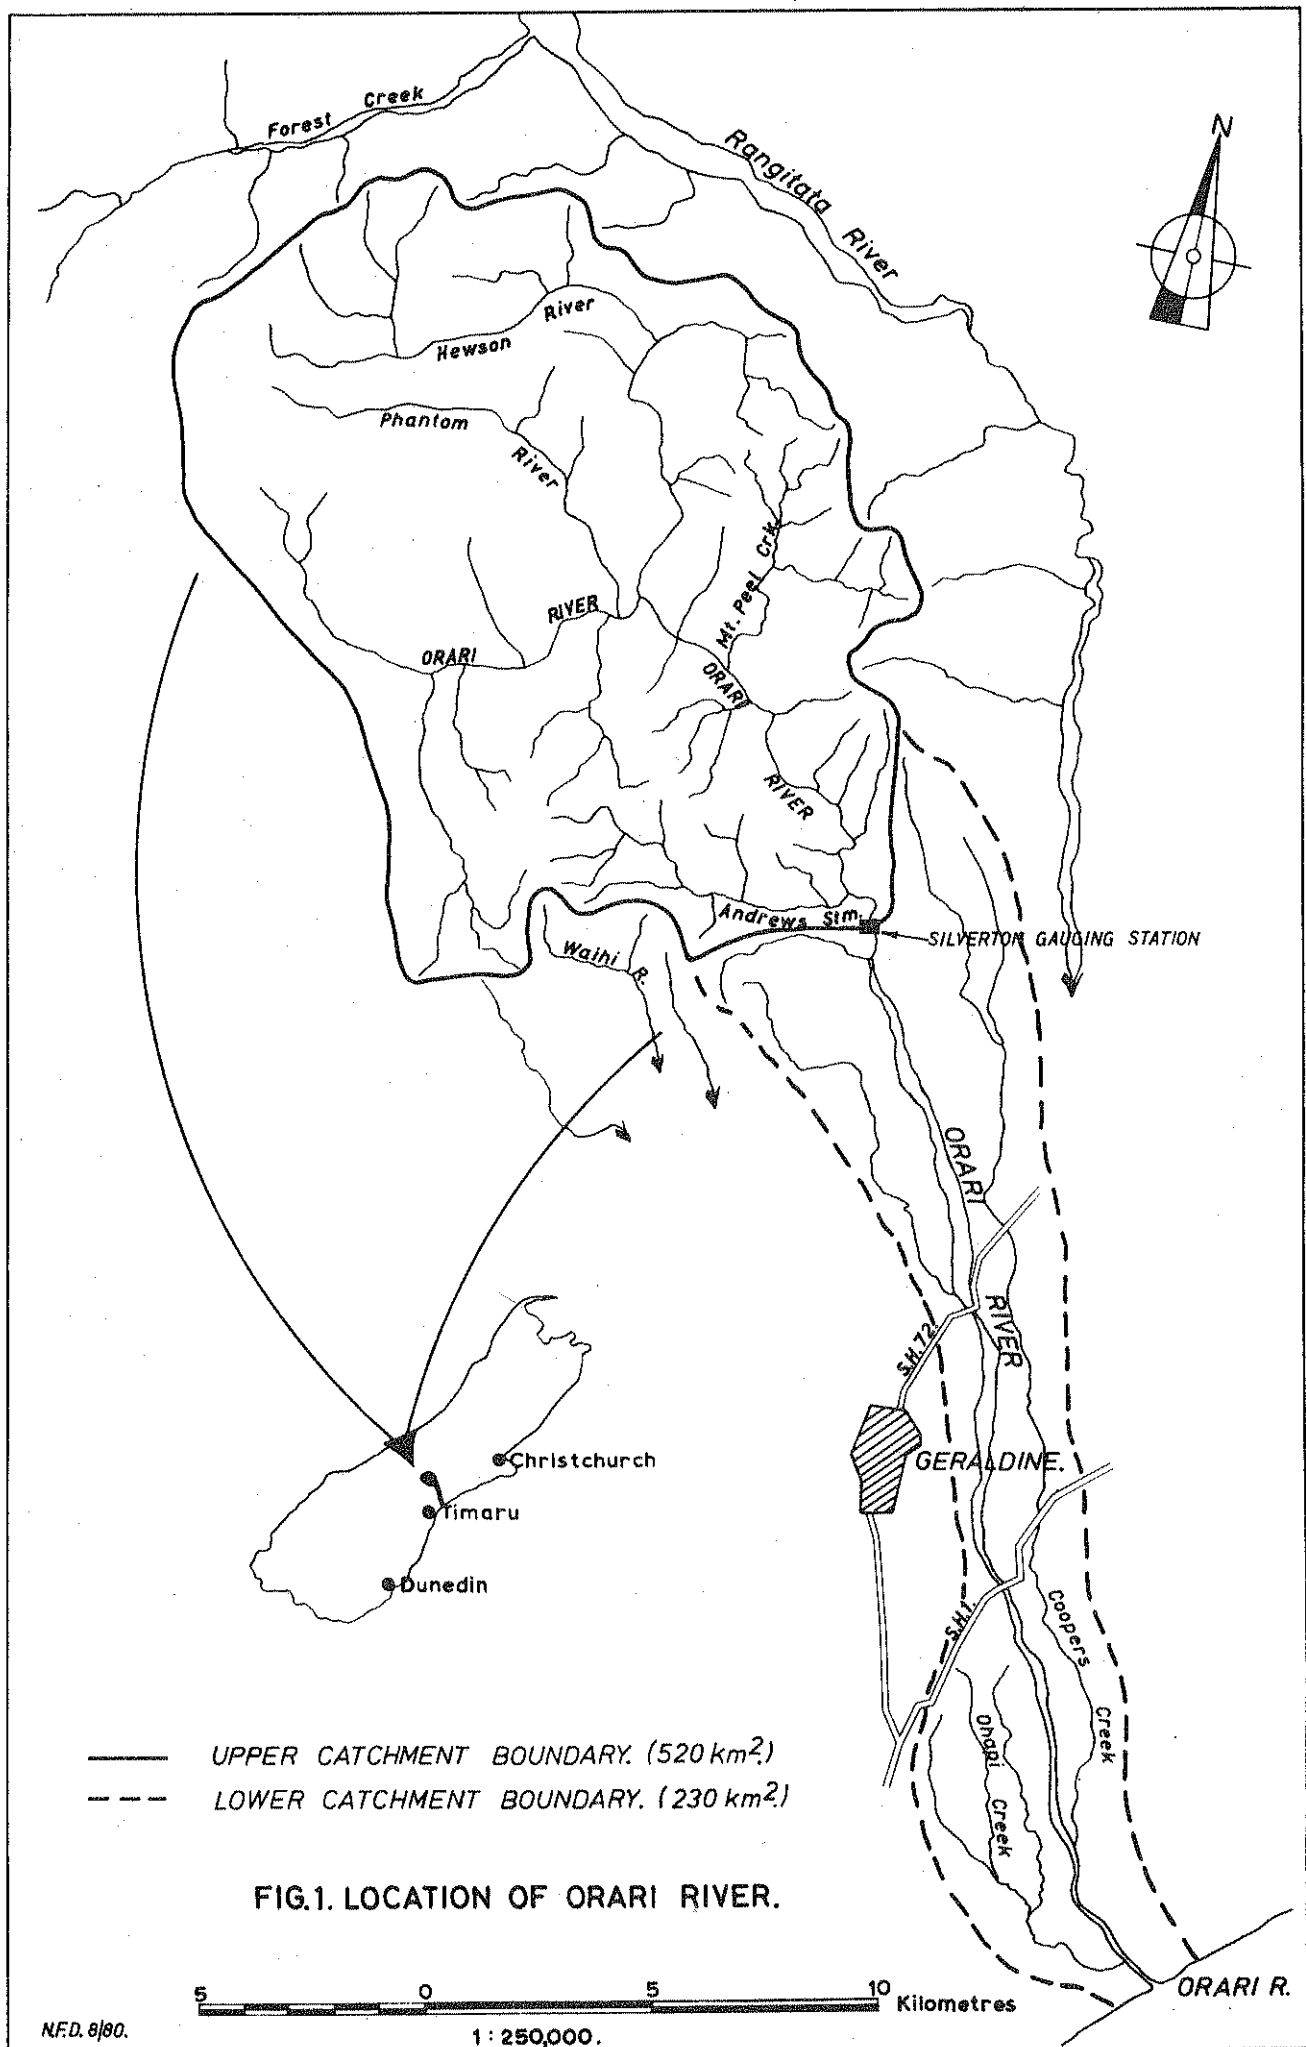 Forest Creek
N
Rangitata River
Hewson River
Phantom River
Mt. Peel Crk.
ORARI RIVER
ORARI RIVER
Andrews Stm.
SILVERTON GAUGING STATION
Waihi R.
ORARI RIVER
S.H. 72.
GERALDINE.
Christchurch
Timaru
Dunedin
S.H.1.
Coopers Creek
Ohapi Creek
UPPER CATCHMENT BOUNDARY. (520 km².)
LOWER CATCHMENT BOUNDARY. (230 km².)
FIG.1. LOCATION OF ORARI RIVER.
ORARI R.
5 0 5 10 Kilometres
N.F.D. 8/80.
1 : 250,000.